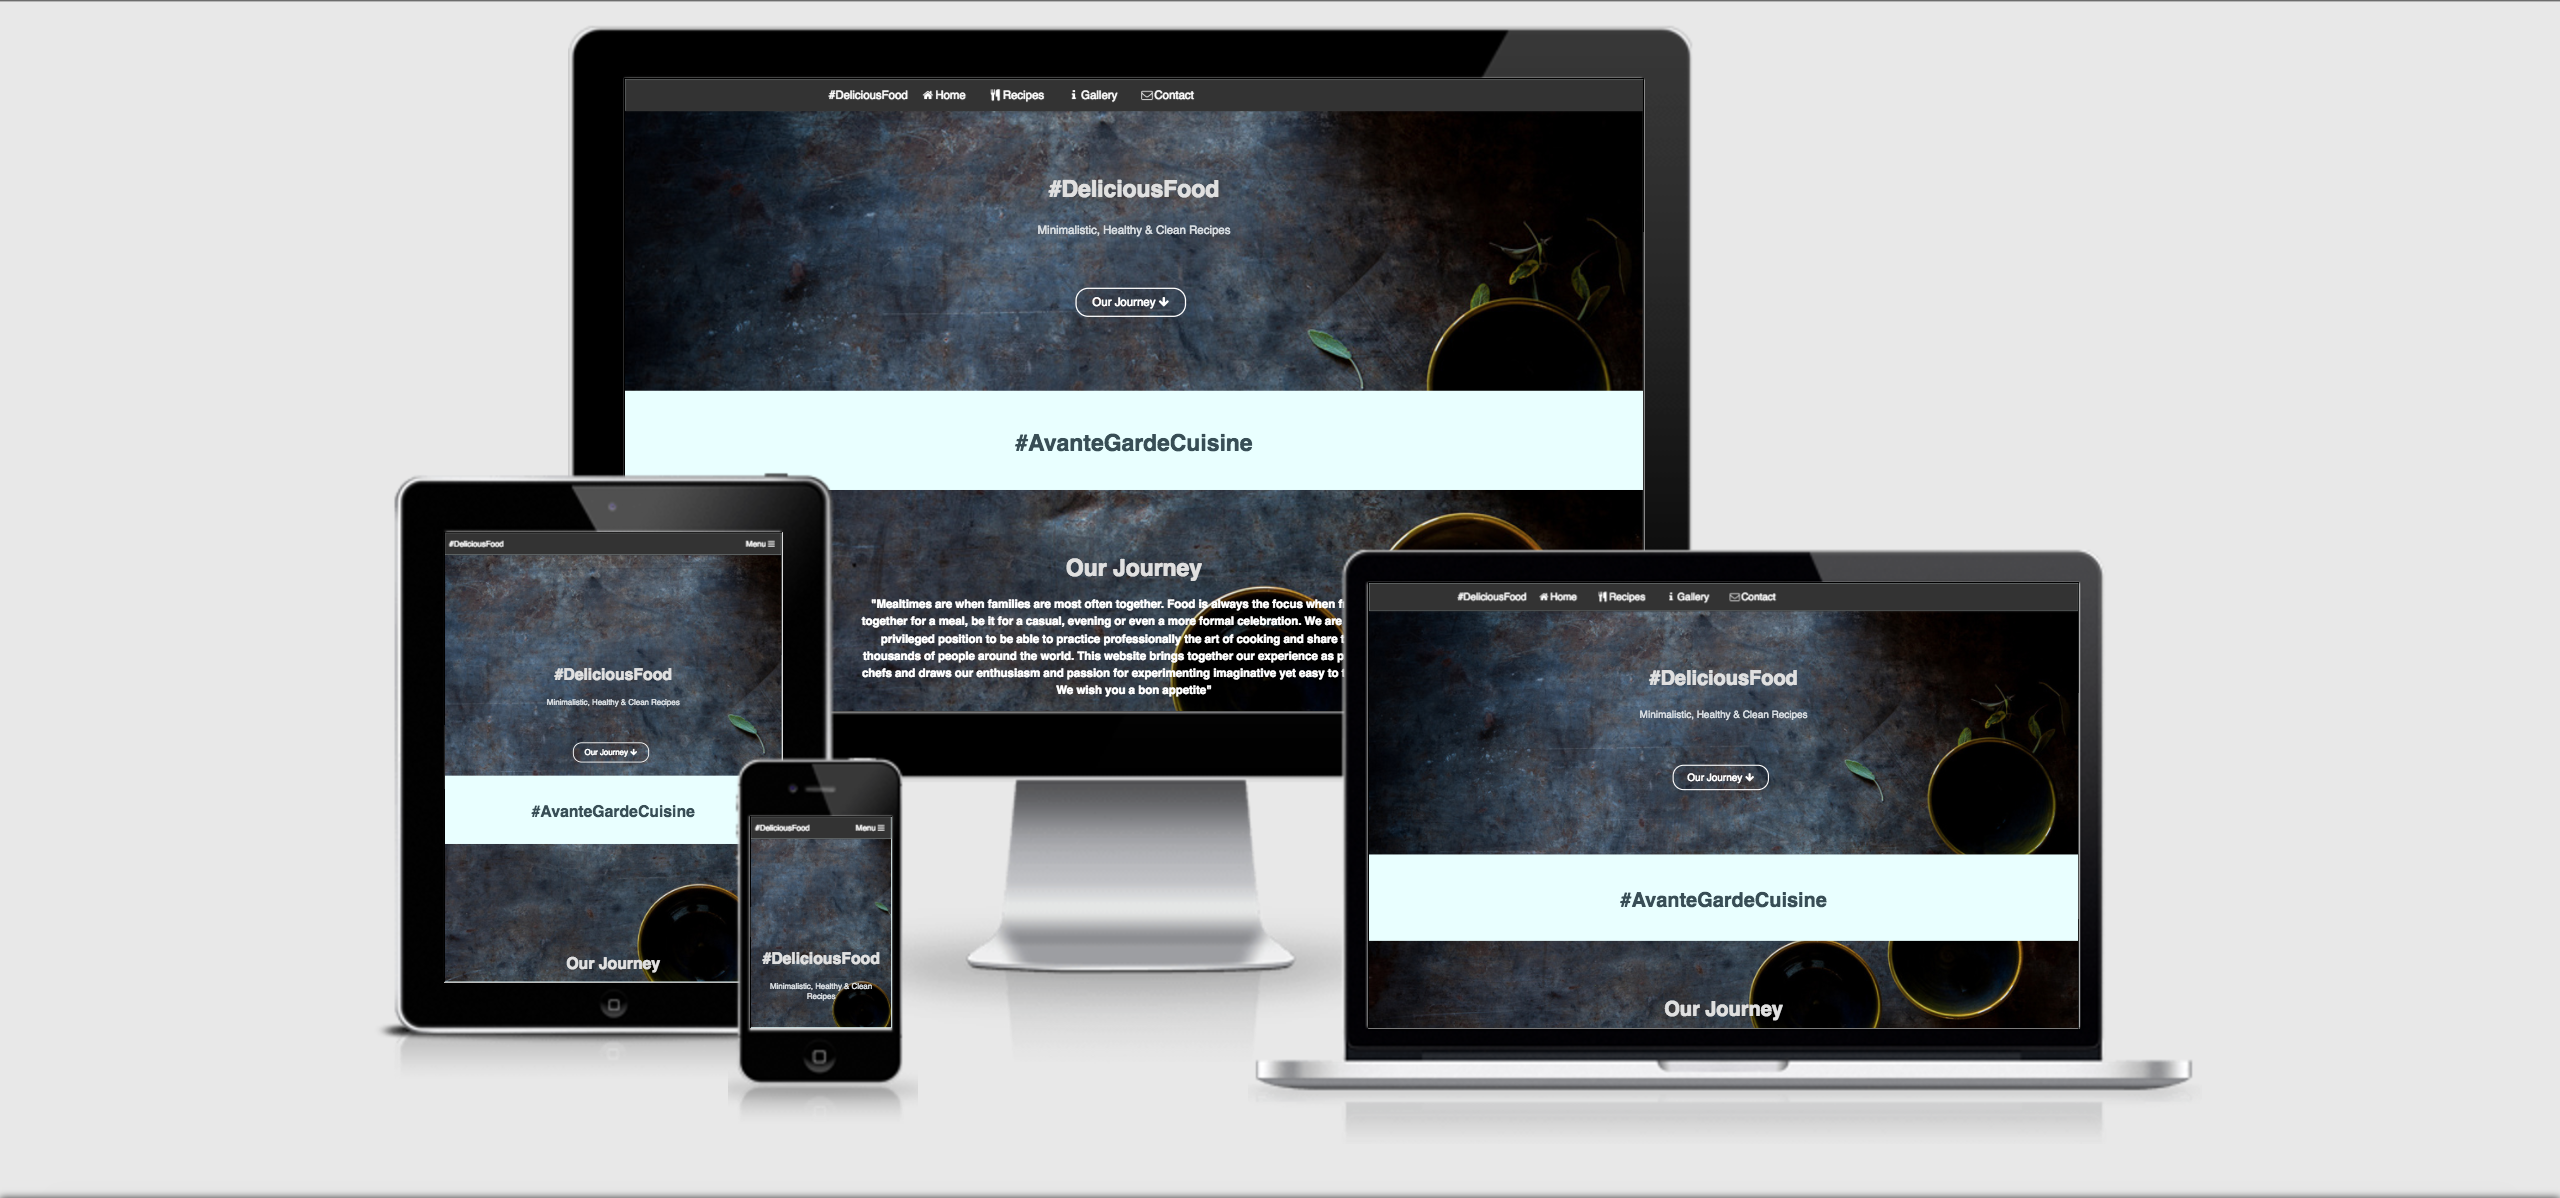 #DeliciousFood Home Recipes Gallery Contact
#DeliciousFood
Minimalistic, Healthy & Clean Recipes
Our Journey
#AvanteGardeCuisine
Our Journey
"Mealtimes are when families are most often together. Food is always the focus when
together for a meal, be it for a casual, evening or even a more formal celebration. We are
privileged position to be able to practice professionally the art of cooking and share
thousands of people around the world. This website brings together our experience as
chefs and draws our enthusiasm and passion for experimenting imaginative yet easy to
We wish you a bon appetite"
#DeliciousFood Menu
#DeliciousFood
Minimalistic, Healthy & Clean Recipes
Our Journey
#AvanteGardeCuisine
Our Journey
#DeliciousFood Menu
#DeliciousFood
Minimalistic, Healthy & Clean
Recipes
#DeliciousFood Home Recipes Gallery Contact
#DeliciousFood
Minimalistic, Healthy & Clean Recipes
Our Journey
#AvanteGardeCuisine
Our Journey